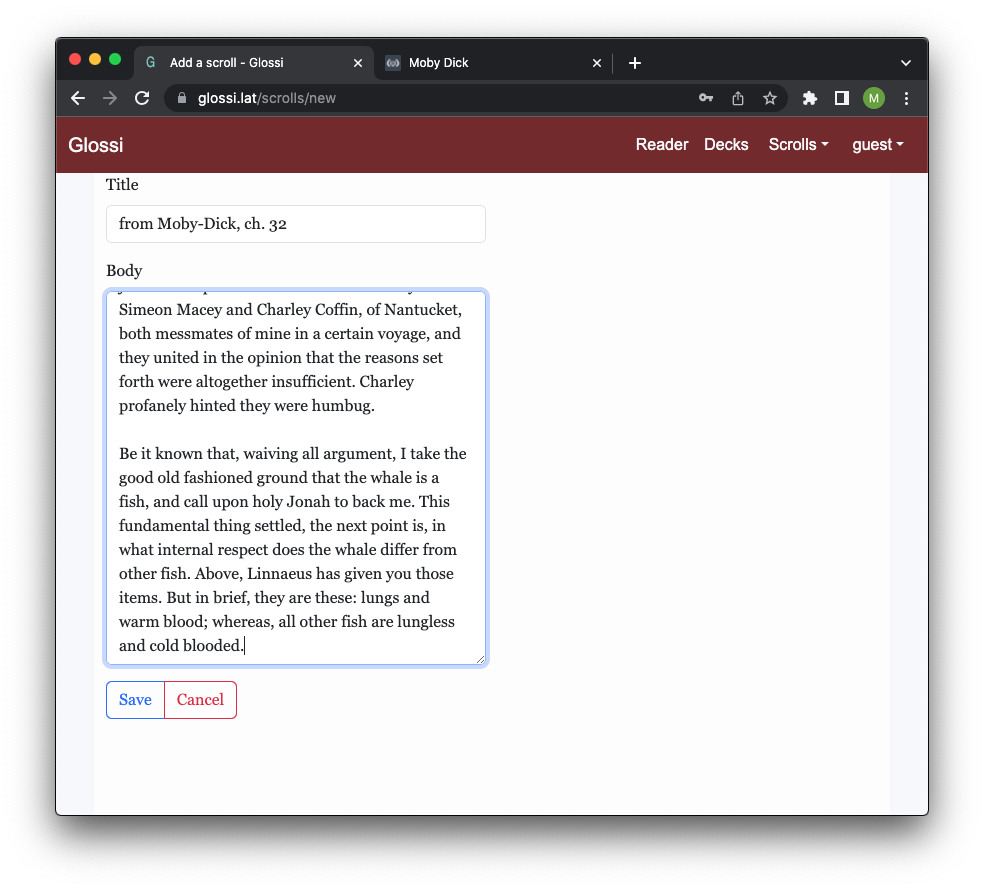 G Add a scroll - Glossi
Moby Dick
glossi.lat/scrolls/new
M
Glossi
Reader Decks Scrolls guest
Title
from Moby-Dick, ch. 32
Body
Simeon Macey and Charley Coffin, of Nantucket,
both messmates of mine in a certain voyage, and
they united in the opinion that the reasons set
forth were altogether insufficient. Charley
profanely hinted they were humbug.
Be it known that, waiving all argument, I take the
good old fashioned ground that the whale is a
fish, and call upon holy Jonah to back me. This
fundamental thing settled, the next point is, in
what internal respect does the whale differ from
other fish. Above, Linnaeus has given you those
items. But in brief, they are these: lungs and
warm blood; whereas, all other fish are lungless
and cold blooded.
Save Cancel